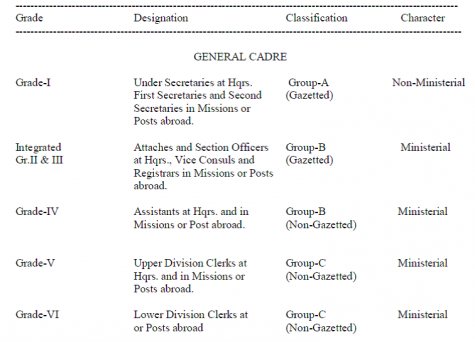 Grade Designation Classification Character
GENERAL CADRE
Grade-I Under Secretaries at Hqrs. Group-A Non-Ministerial
First Secretaries and Second (Gazetted)
Secretaries in Missions or
Posts abroad.
Integrated Attaches and Section Officers Group-B Ministerial
Gr.II & III at Hqrs., Vice Consuls and (Gazetted)
Registrars in Missions or Posts
abroad.
Grade-IV Assistants at Hqrs. and in Group-B Ministerial
Missions or Post abroad. (Non-Gazetted)
Grade-V Upper Division Clerks at Group-C Ministerial
Hqrs. and in Missions or (Non-Gazetted)
Posts abroad.
Grade-VI Lower Division Clerks at Group-C Ministerial
or Posts abroad (Non-Gazetted)